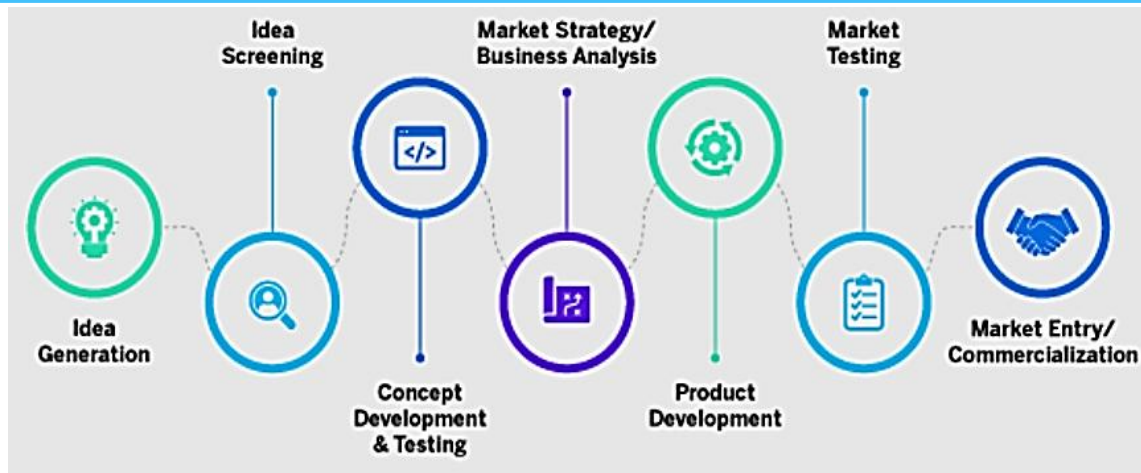 Idea
Generation
Idea
Screening
Concept
Development
& Testing
Market Strategy/
Business Analysis
Product
Development
Market
Testing
Market Entry/
Commercialization